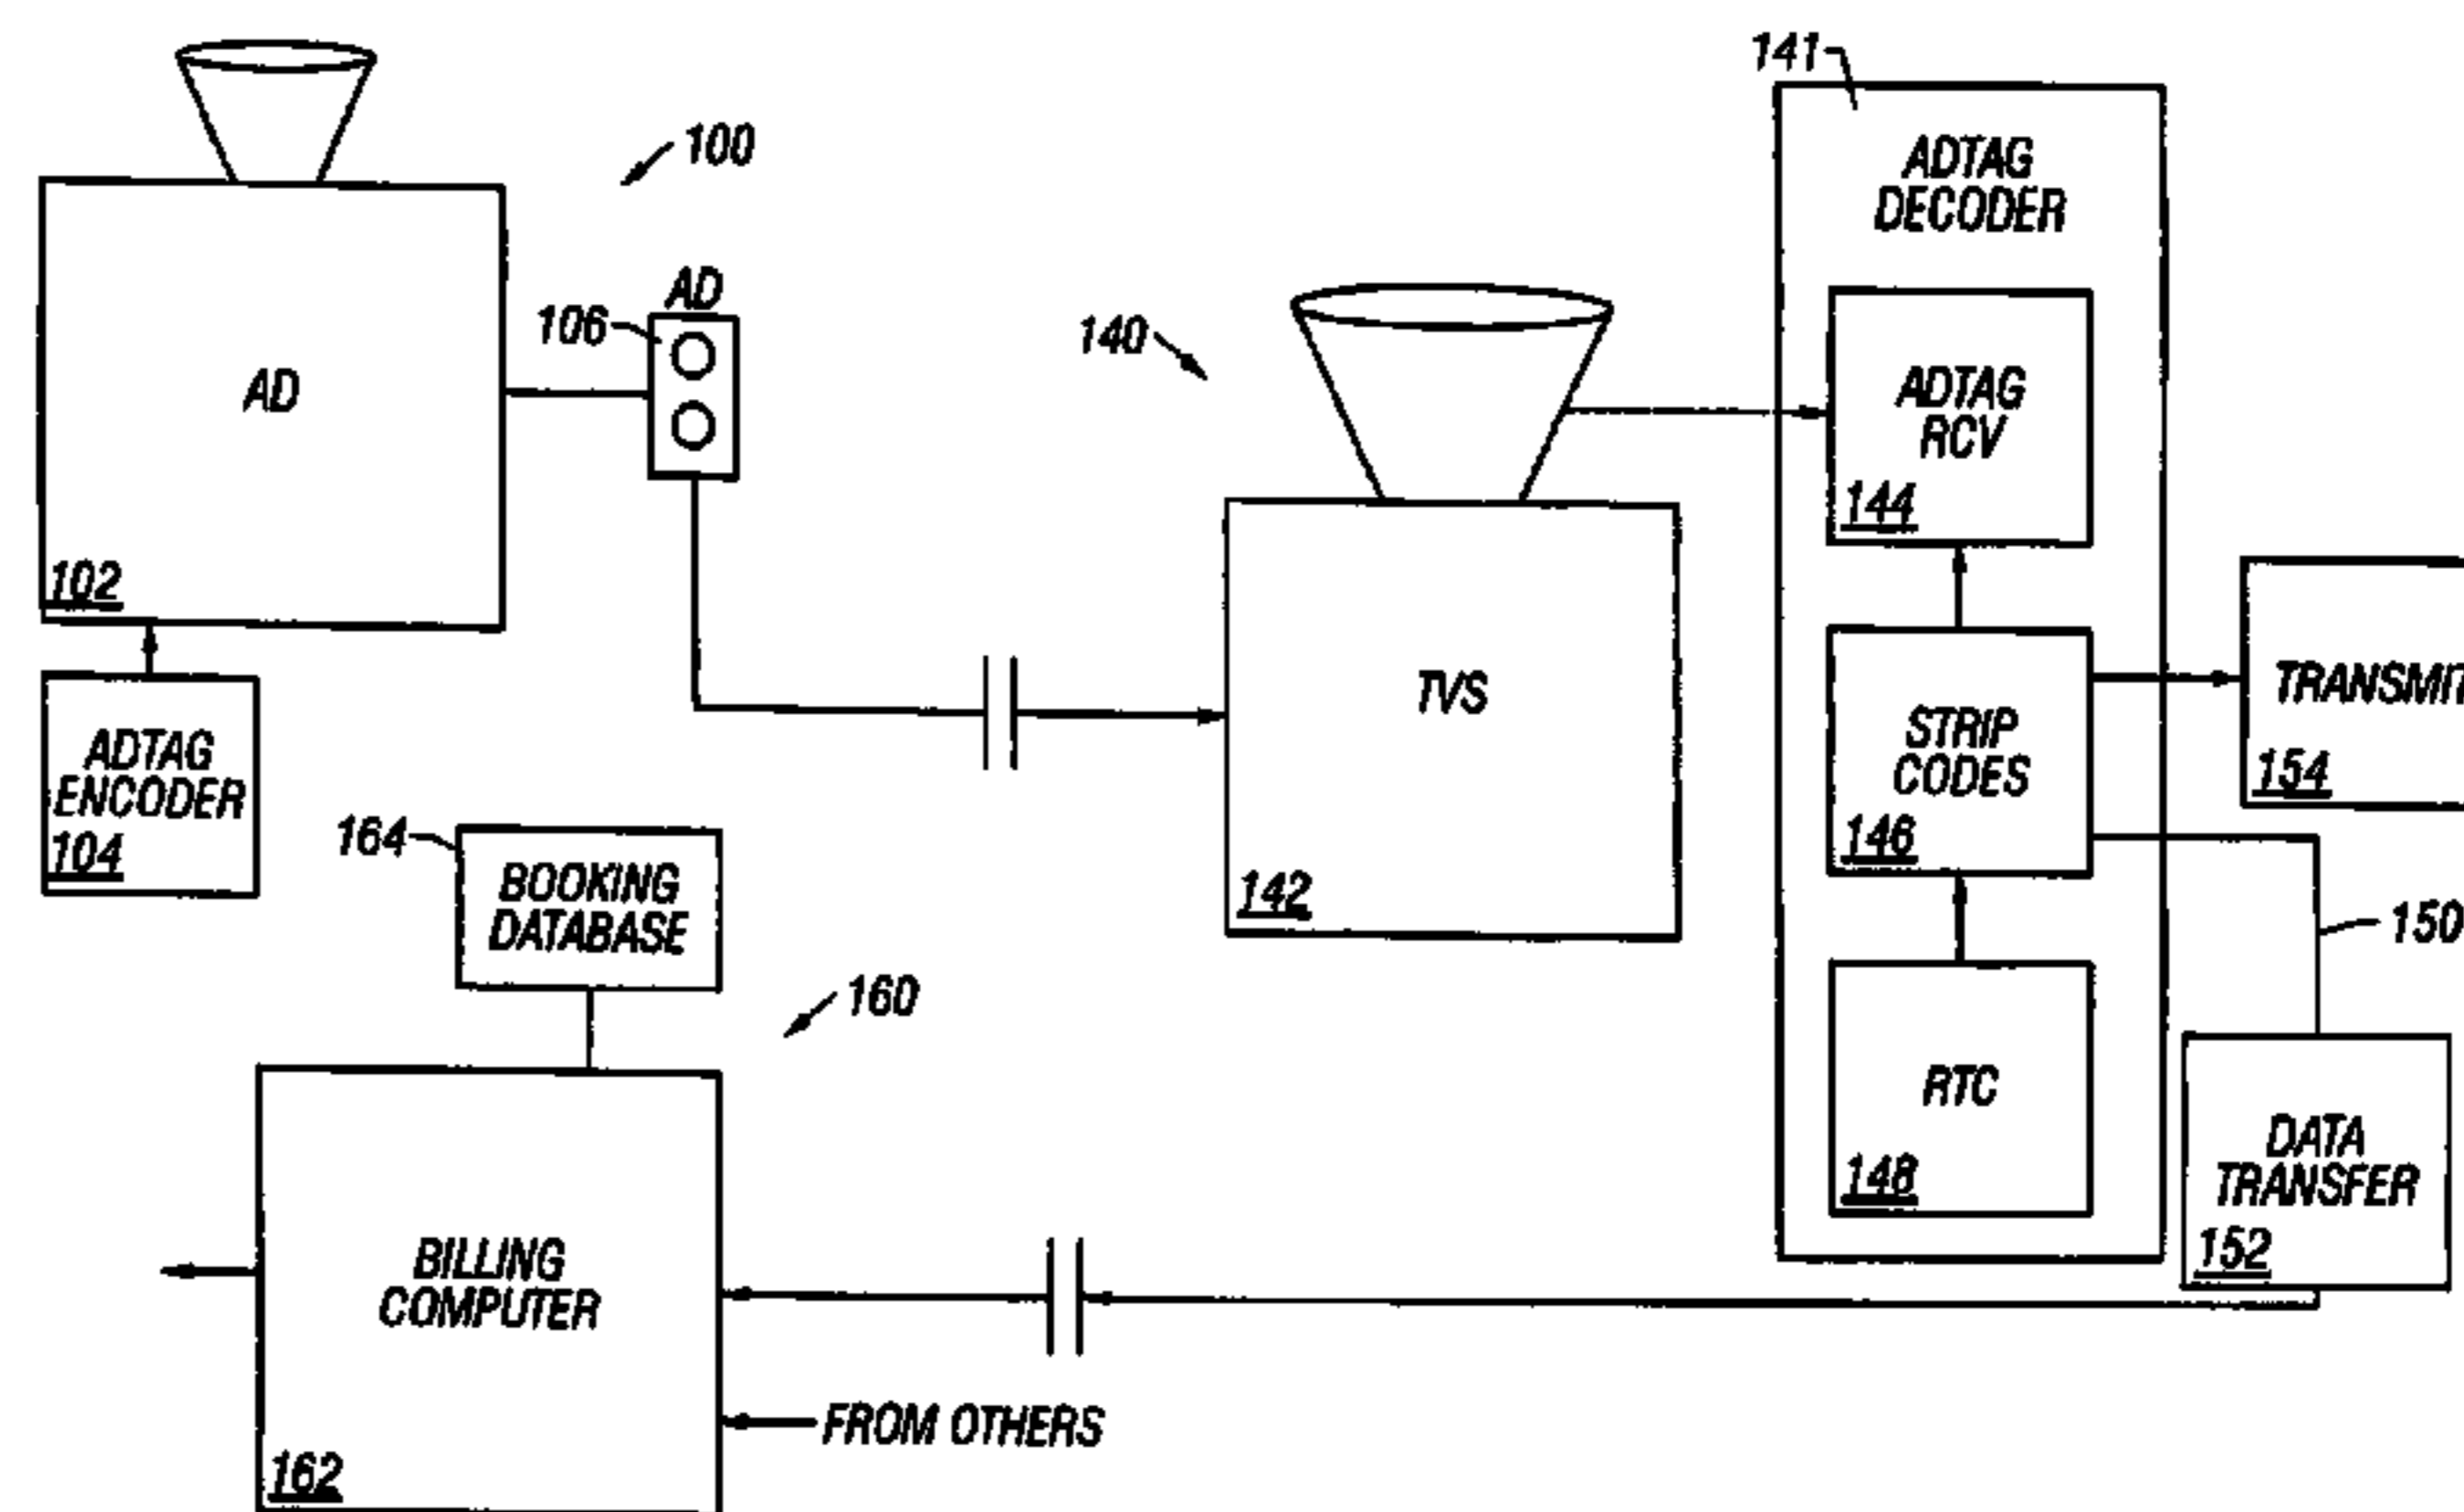 100
AD
102
ADTAG
ENCODER
104
AD
106
140
TVS
142
141
ADTAG
DECODER
ADTAG
RCV
144
STRIP
CODES
146
RTC
148
TRANSMIT
154
150
DATA
TRANSFER
152
164
BOOKING
DATABASE
160
BILLING
COMPUTER
162
FROM OTHERS